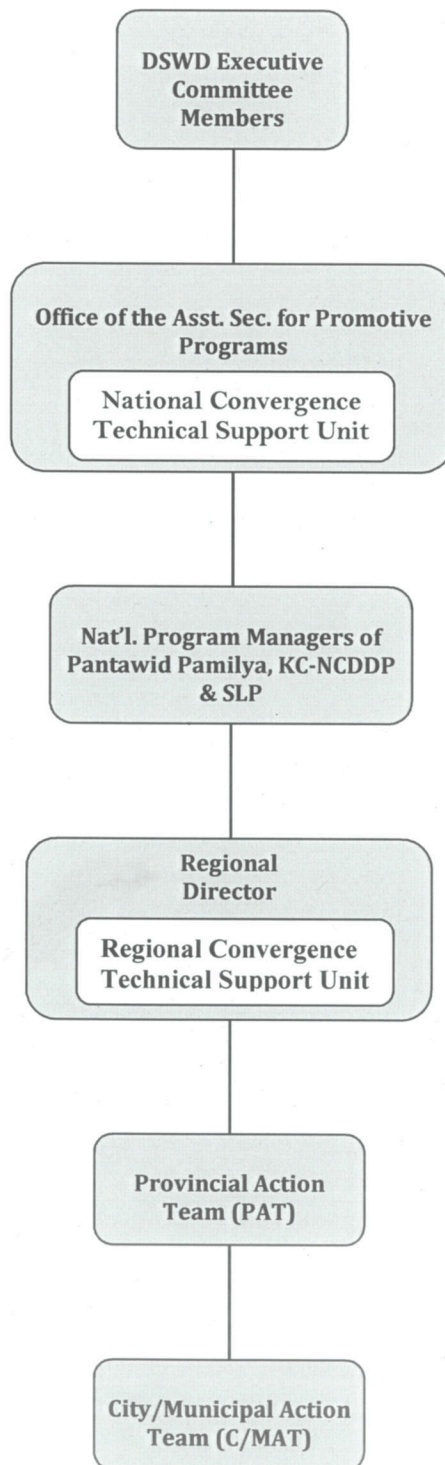 DSWD Executive
Committee
Members
Office of the Asst. Sec. for Promotive
Programs
National Convergence
Technical Support Unit
Nat'l. Program Managers of
Pantawid Pamilya, KC-NCDDP
& SLP
Regional
Director
Regional Convergence
Technical Support Unit
Provincial Action
Team (PAT)
City/Municipal Action
Team (C/MAT)